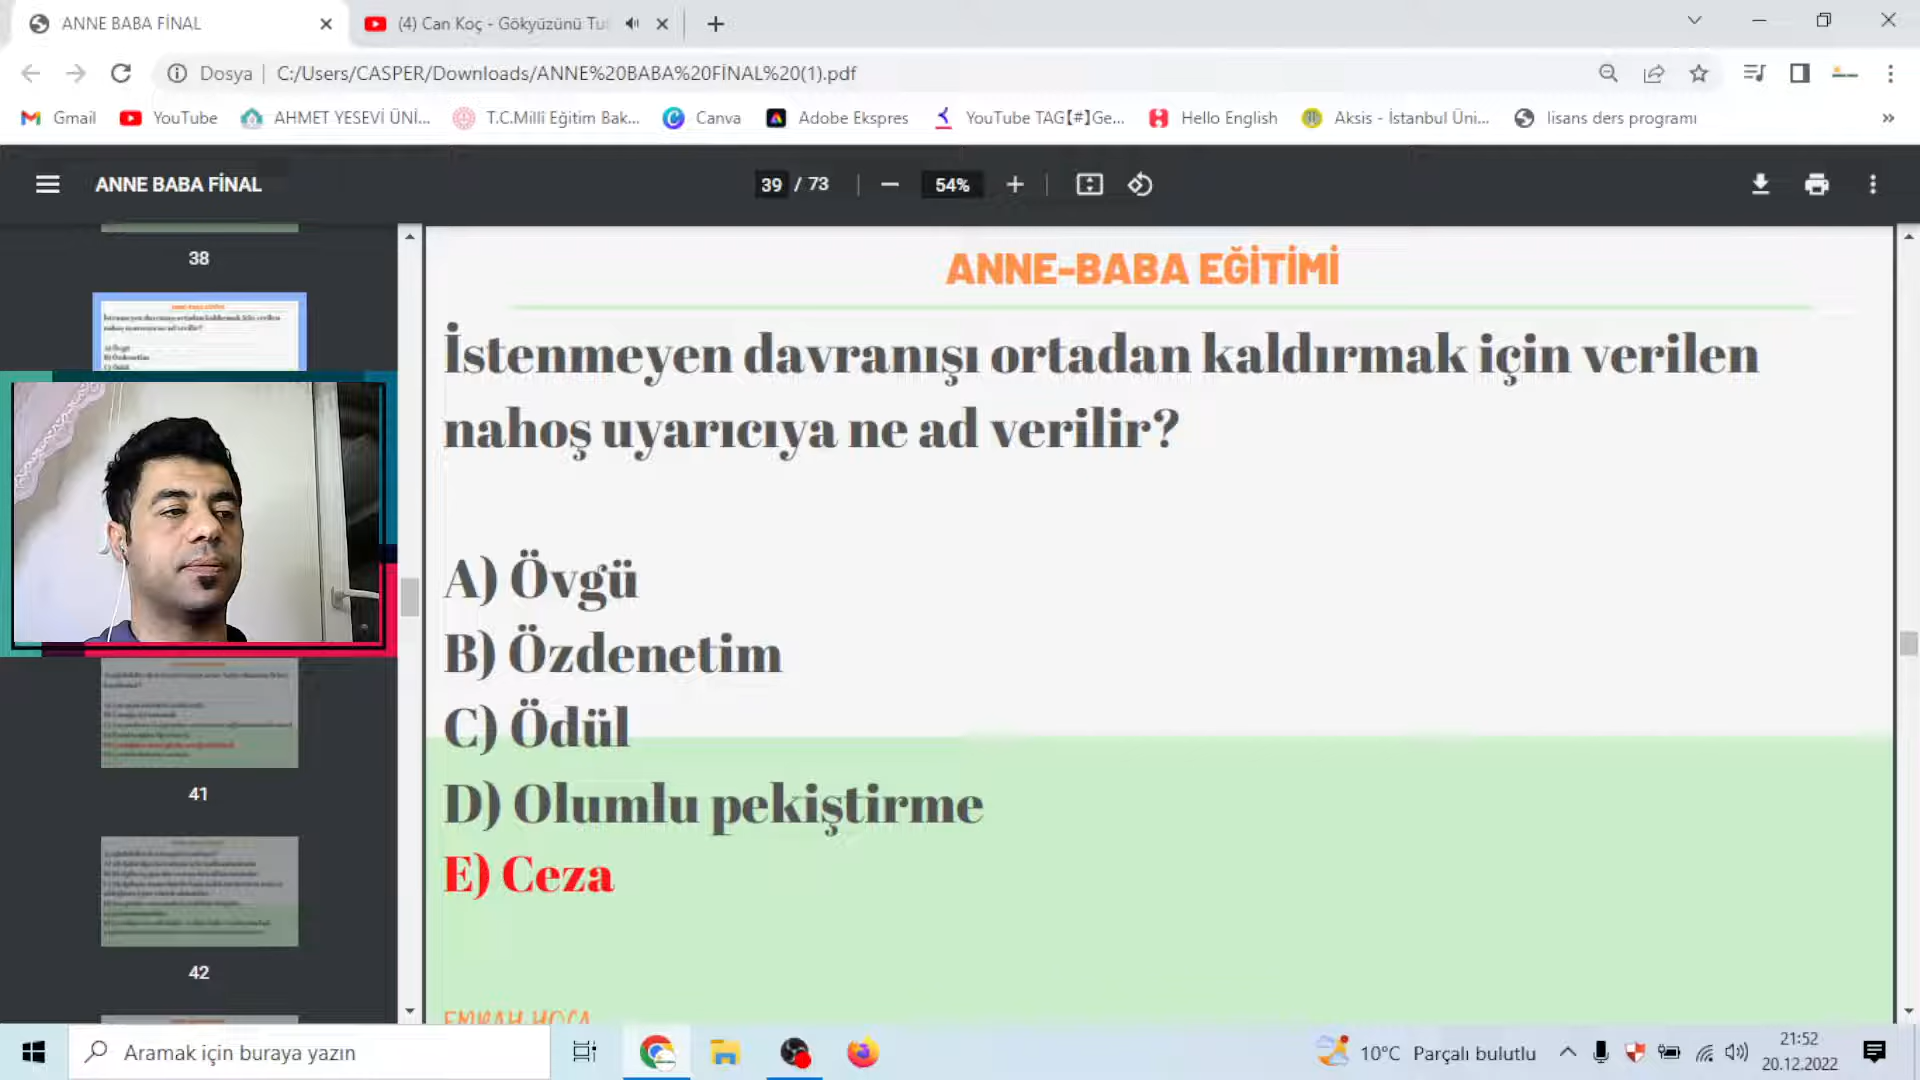 ANNE BABA FİNAL
(4) Can Koç - Gökyüzünü Tu
Dosya
C:/Users/CASPER/Downloads/ANNE%20BABA%20FİNAL%20(1).pdf
Gmail
YouTube
AHMET YESEVİ ÜNİ...
T.C.Millî Eğitim Bak...
Canva
Adobe Ekspres
YouTube TAG【#】Ge...
Hello English
Aksis - İstanbul Üni...
lisans ders programı
»
ANNE BABA FİNAL
39 / 73
54%
38
41
42
ANNE-BABA EĞİTİMİ
İstenmeyen davranışı ortadan kaldırmak için verilen
nahoş uyarıcıya ne ad verilir?
A) Övgü
B) Özdenetim
C) Ödül
D) Olumlu pekiştirme
E) Ceza
EMRAH HOCA
Aramak için buraya yazın
10°C Parçalı bulutlu
21:52
20.12.2022